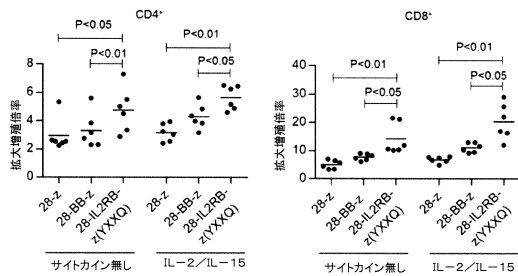 CD4⁺
P<0.05
P<0.01
P<0.01
P<0.05
拡大増殖倍率
8
6
4
2
0
28-z
28-BB-z
28-IL2RB-
z(YXXQ)
28-z
28-BB-z
28-IL2RB-
z(YXXQ)
サイトカイン無し
IL-2/IL-15
CD8⁺
P<0.01
P<0.05
P<0.01
P<0.05
拡大増殖倍率
40
30
20
10
0
28-z
28-BB-z
28-IL2RB-
z(YXXQ)
28-z
28-BB-z
28-IL2RB-
z(YXXQ)
サイトカイン無し
IL-2/IL-15